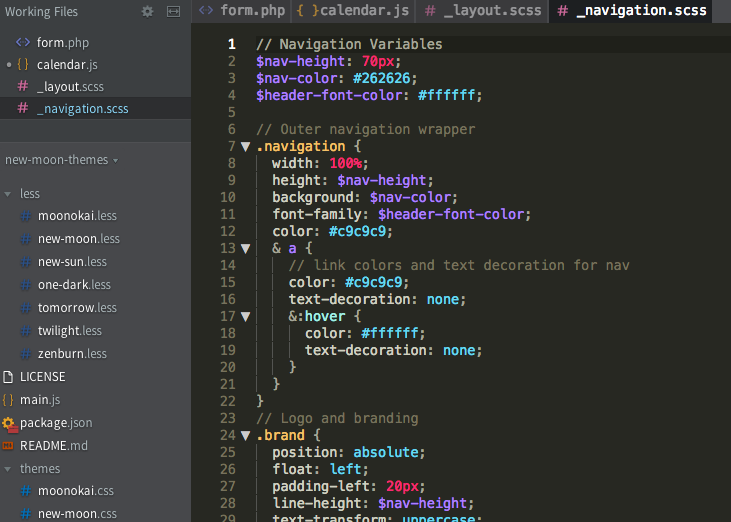 Working Files
form.php
calendar.js
_layout.scss
_navigation.scss
new-moon-themes
less
moonokai.less
new-moon.less
new-sun.less
one-dark.less
tomorrow.less
twilight.less
zenburn.less
LICENSE
main.js
package.json
README.md
themes
moonokai.css
new-moon.css
form.php { }calendar.js # _layout.scss # _navigation.scss
1 // Navigation Variables
2 $nav-height: 70px;
3 $nav-color: #262626;
4 $header-font-color: #ffffff;
5
6 // Outer navigation wrapper
7 .navigation {
8 width: 100%;
9 height: $nav-height;
10 background: $nav-color;
11 font-family: $header-font-color;
12 color: #c9c9c9;
13 & a {
14 // link colors and text decoration for nav
15 color: #c9c9c9;
16 text-decoration: none;
17 &:hover {
18 color: #ffffff;
19 text-decoration: none;
20 }
21 }
22 }
23 // Logo and branding
24 .brand {
25 position: absolute;
26 float: left;
27 padding-left: 20px;
28 line-height: $nav-height;
29 text-transform: uppercase;